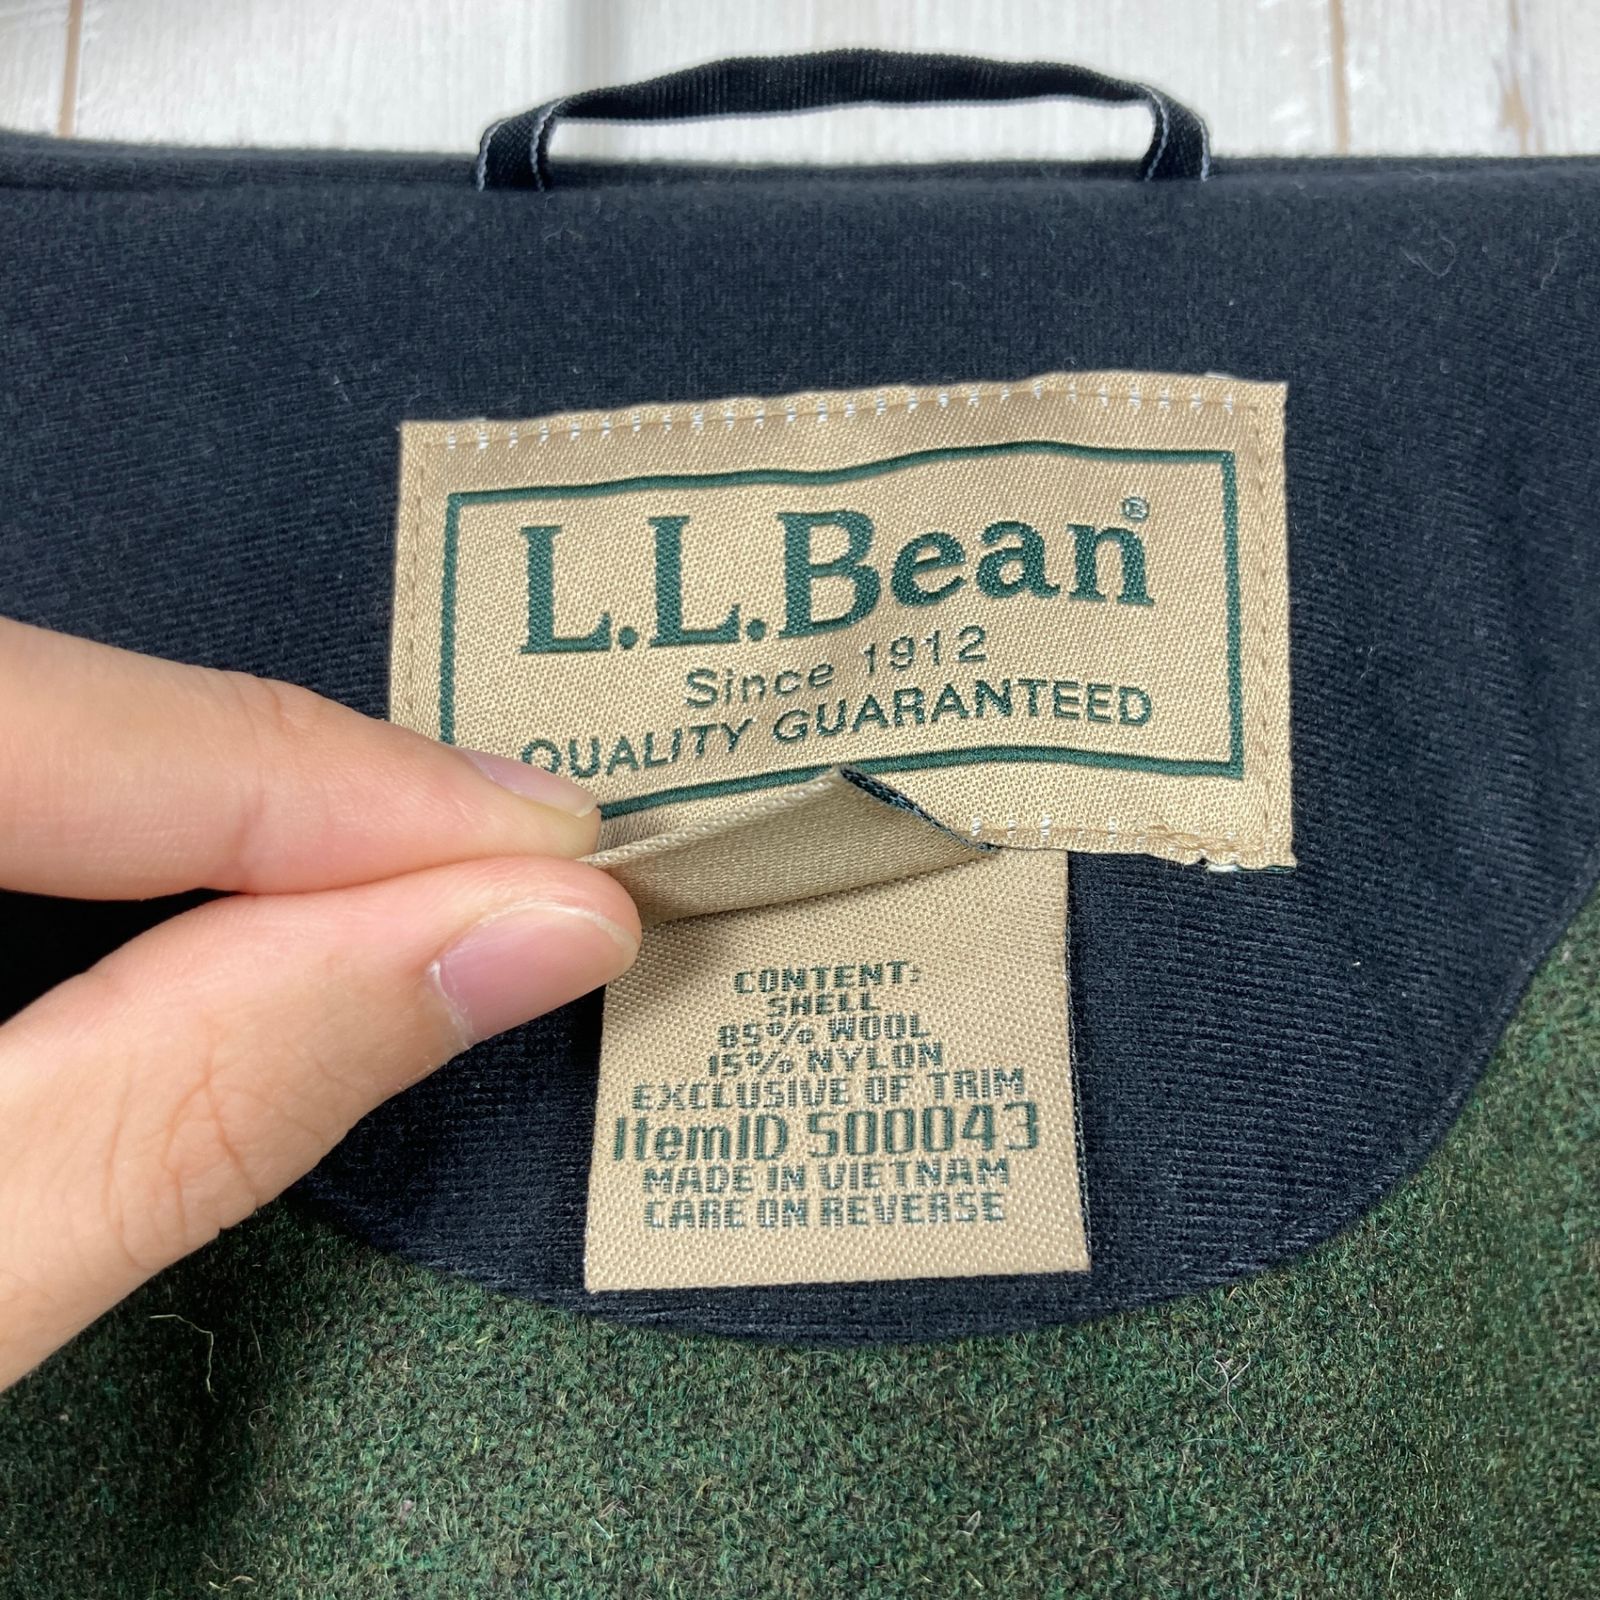 L.L.Bean®
Since 1912
QUALITY GUARANTEED
CONTENT:
SHELL
85% WOOL
15% NYLON
EXCLUSIVE OF TRIM
ItemID 500043
MADE IN VIETNAM
CARE ON REVERSE